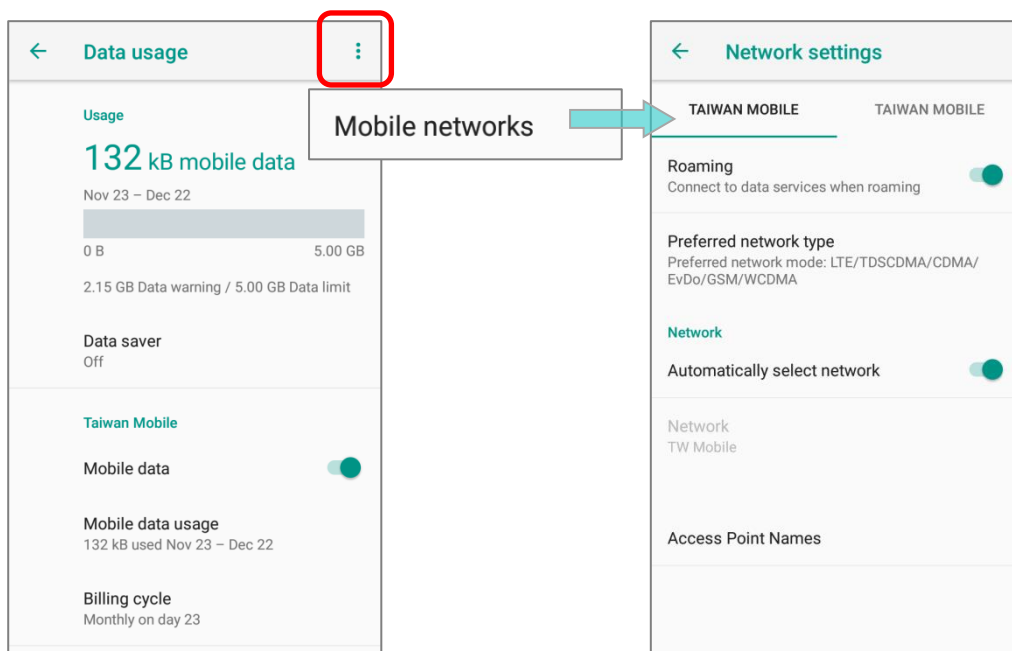 Data usage
Usage
132 kB mobile data
Nov 23 – Dec 22
0 B 5.00 GB
2.15 GB Data warning / 5.00 GB Data limit
Data saver
Off
Taiwan Mobile
Mobile data
Mobile data usage
132 kB used Nov 23 – Dec 22
Billing cycle
Monthly on day 23
Mobile networks
Network settings
TAIWAN MOBILE TAIWAN MOBILE
Roaming
Connect to data services when roaming
Preferred network type
Preferred network mode: LTE/TDSCDMA/CDMA/
EvDo/GSM/WCDMA
Network
Automatically select network
Network
TW Mobile
Access Point Names